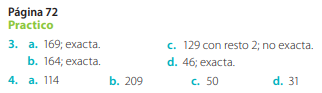 Página 72
Practico
3. a. 169; exacta. c. 129 con resto 2; no exacta.
b. 164; exacta. d. 46; exacta.
4. a. 114 b. 209 c. 50 d. 31